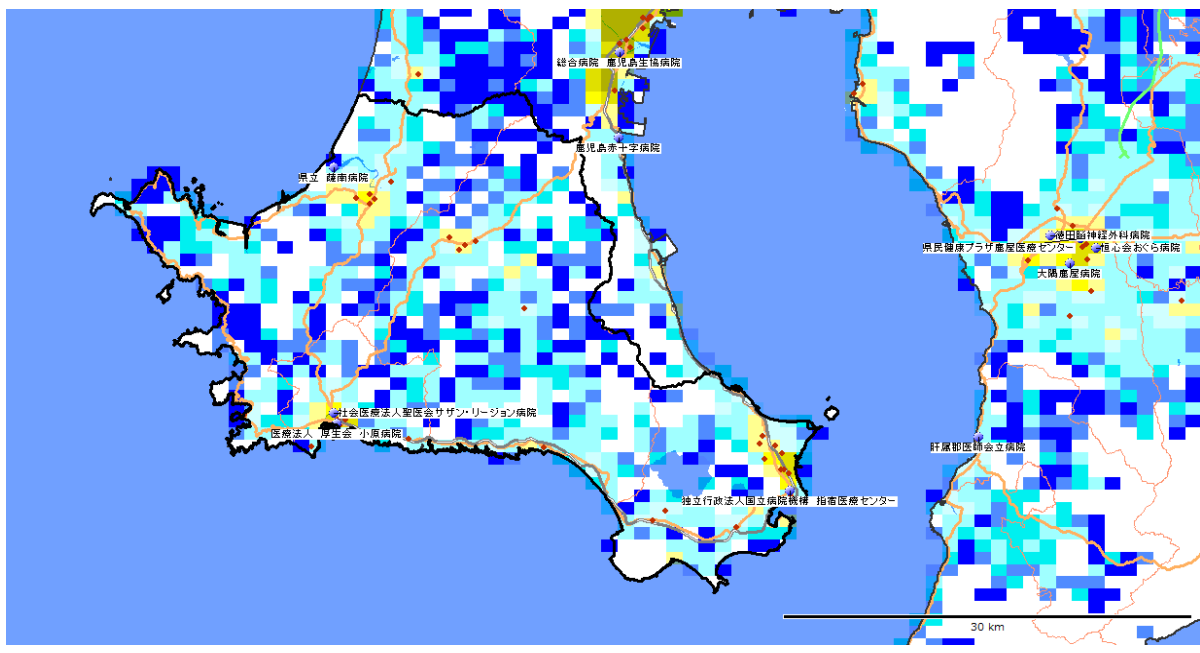 総合病院 鹿児島生協病院
鹿児島赤十字病院
県立 薩南病院
徳田脳神経外科病院
県民健康プラザ鹿屋医療センター
恒心会おぐら病院
大隅鹿屋病院
社会医療法人聖医会サザン・リージョン病院
医療法人 厚生会 小原病院
肝属郡医師会立病院
独立行政法人国立病院機構 指宿医療センター
30 km